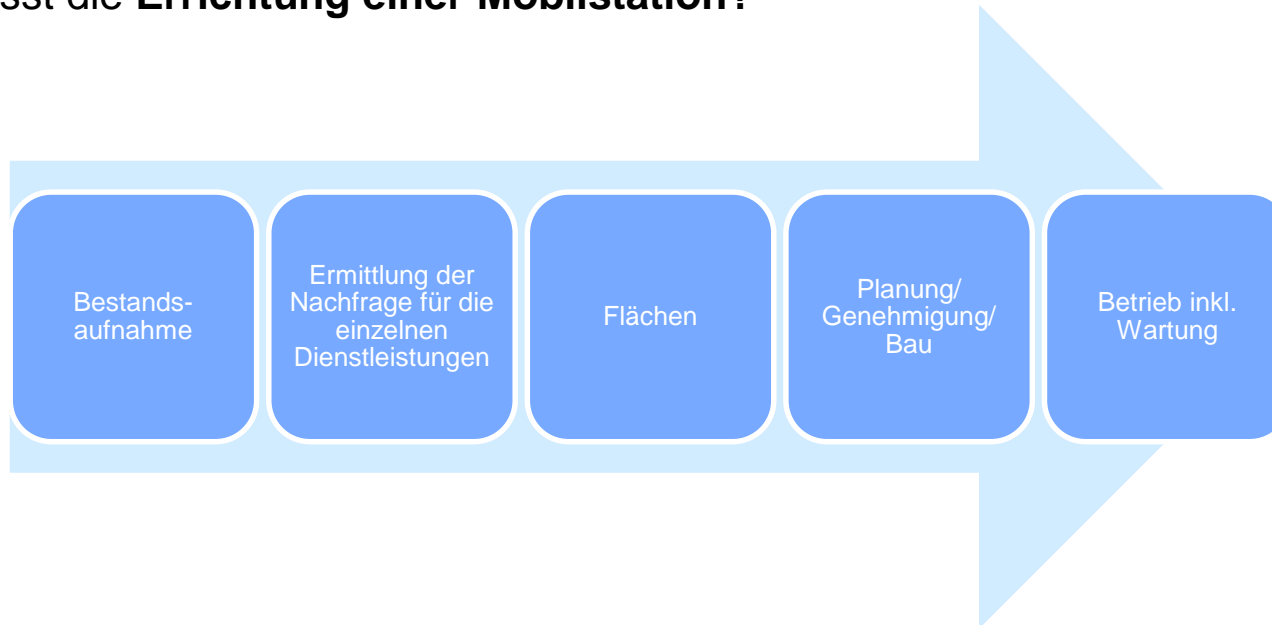 die Errichtung einer Mobilstation?
Bestands-
aufnahme
Ermittlung der
Nachfrage für die
einzelnen
Dienstleistungen
Flächen
Planung/
Genehmigung/
Bau
Betrieb inkl.
Wartung